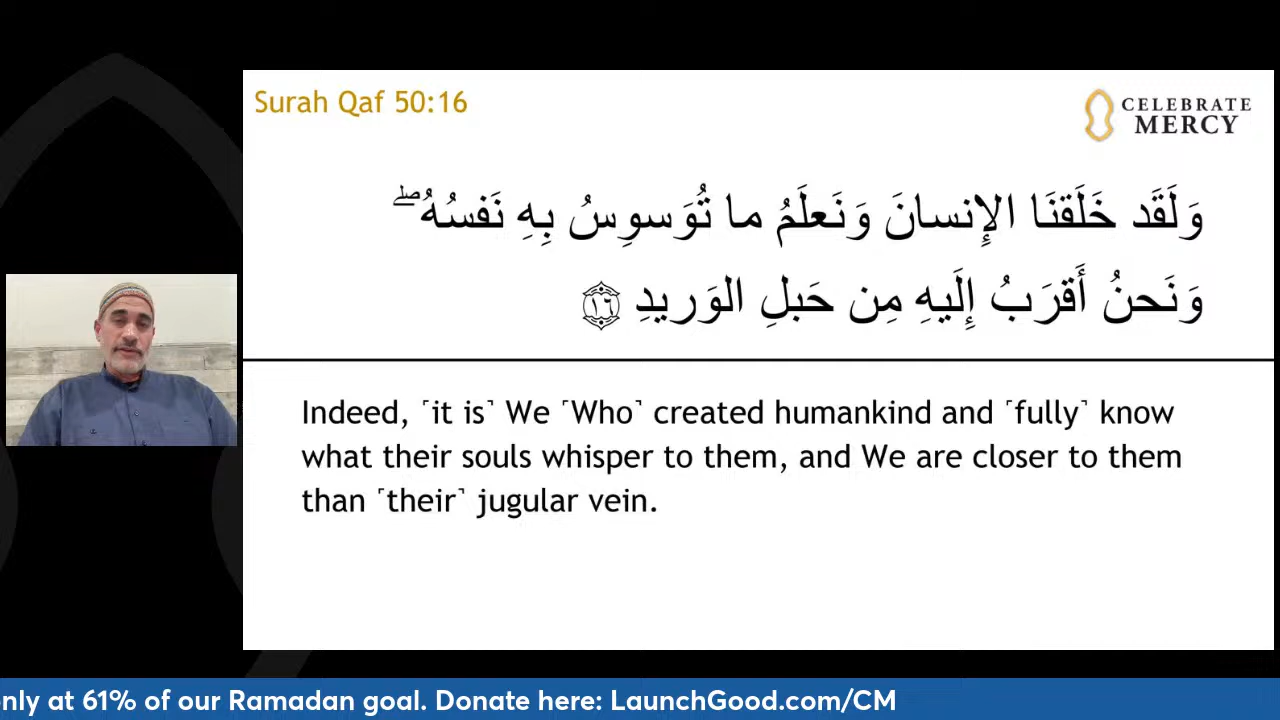 Surah Qaf 50:16
CELEBRATE
MERCY
وَلَقَد خَلَقنَا الإِنسانَ وَنَعلَمُ ما تُوَسوِسُ بِهِ نَفسُهُ ۖ
وَنَحنُ أَقرَبُ إِلَيهِ مِن حَبلِ الوَريدِ ١٦
Indeed, ˹it is˺ We ˹Who˺ created humankind and ˹fully˺ know
what their souls whisper to them, and We are closer to them
than ˹their˺ jugular vein.
nly at 61% of our Ramadan goal. Donate here: LaunchGood.com/CM